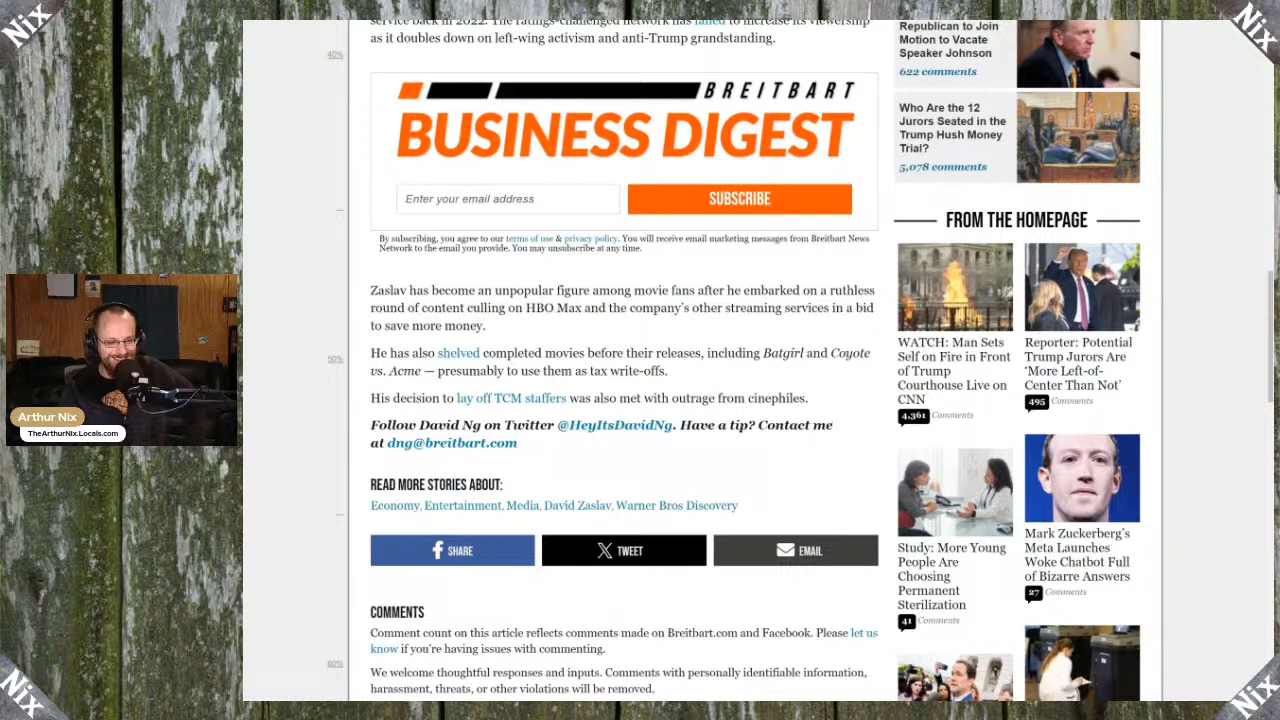 Nix
Nix
service back in 2022. The ratings-challenged network has failed to increase its viewership
as it doubles down on left-wing activism and anti-Trump grandstanding.
40%
BREITBART
BUSINESS DIGEST
Enter your email address
SUBSCRIBE
By subscribing, you agree to our terms of use & privacy policy. You will receive email marketing messages from Breitbart News
Network to the email you provide. You may unsubscribe at any time.
Zaslav has become an unpopular figure among movie fans after he embarked on a ruthless
round of content culling on HBO Max and the company's other streaming services in a bid
to save more money.
50%
He has also shelved completed movies before their releases, including Batgirl and Coyote
vs. Acme — presumably to use them as tax write-offs.
His decision to lay off TCM staffers was also met with outrage from cinephiles.
Follow David Ng on Twitter @HeyItsDavidNg. Have a tip? Contact me
at dng@breitbart.com
READ MORE STORIES ABOUT:
Economy, Entertainment, Media, David Zaslav, Warner Bros Discovery
SHARE
TWEET
EMAIL
COMMENTS
Comment count on this article reflects comments made on Breitbart.com and Facebook. Please let us
know if you're having issues with commenting.
60%
We welcome thoughtful responses and inputs. Comments with personally identifiable information,
harassment, threats, or other violations will be removed.
Republican to Join
Motion to Vacate
Speaker Johnson
622 comments
Who Are the 12
Jurors Seated in the
Trump Hush Money
Trial?
5,078 comments
FROM THE HOMEPAGE
WATCH: Man Sets
Self on Fire in Front
of Trump
Courthouse Live on
CNN
4,361 Comments
Reporter: Potential
Trump Jurors Are
'More Left-of-
Center Than Not'
495 Comments
Study: More Young
People Are
Choosing
Permanent
Sterilization
41 Comments
Mark Zuckerberg's
Meta Launches
Woke Chatbot Full
of Bizarre Answers
27 Comments
Arthur Nix
TheArthurNix.Locals.com
Nix
Nix